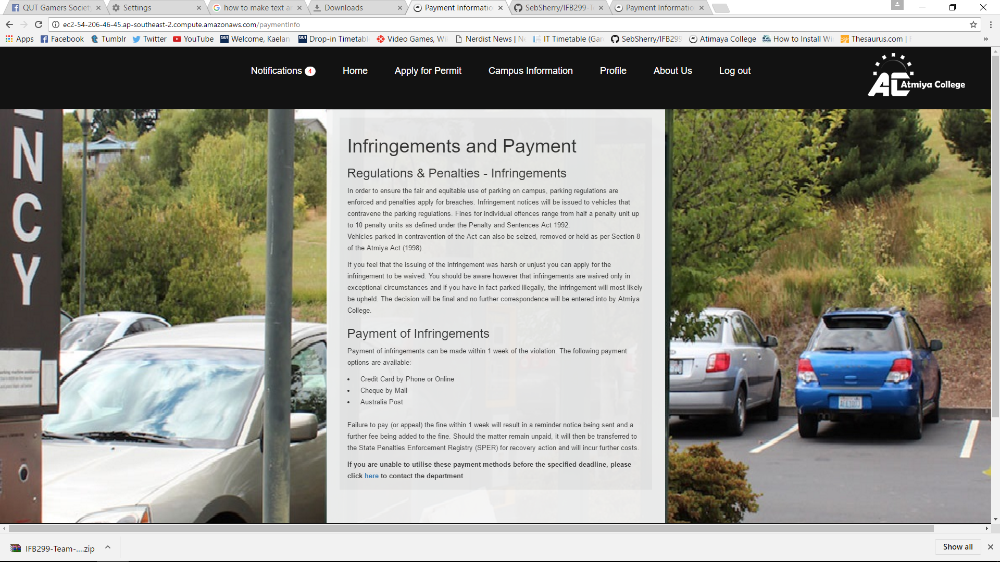 QUT Gamers Society
Settings
how to make text a
Downloads
Payment Informatio
SebSherry/IFB299-T
Payment Informatio
ec2-54-206-46-45.ap-southeast-2.compute.amazonaws.com/paymentInfo
Apps
Facebook
Tumblr
Twitter
YouTube
QUT Welcome, Kaelan
QUT Drop-in Timetabl
Video Games, Wi
Nerdist News | N
IT Timetable (Gar
SebSherry/IFB299
Atimaya College
How to Install Wi
Thesaurus.com |
»
Notifications 4
Home
Apply for Permit
Campus Information
Profile
About Us
Log out
AC Atmiya College
NCY
Infringements and Payment
Regulations & Penalties - Infringements
In order to ensure the fair and equitable use of parking on campus, parking regulations are
enforced and penalties apply for breaches. Infringement notices will be issued to vehicles that
contravene the parking regulations. Fines for individual offences range from half a penalty unit up
to 10 penalty units as defined under the Penalty and Sentences Act 1992.
Vehicles parked in contravention of the Act can also be seized, removed or held as per Section 8
of the Atmiya Act (1998).
If you feel that the issuing of the infringement was harsh or unjust you can apply for the
infringement to be waived. You should be aware however that infringements are waived only in
exceptional circumstances and if you have in fact parked illegally, the infringement will most likely
be upheld. The decision will be final and no further correspondence will be entered into by Atmiya
College.
Payment of Infringements
Payment of infringements can be made within 1 week of the violation. The following payment
options are available:
• Credit Card by Phone or Online
• Cheque by Mail
• Australia Post
Failure to pay (or appeal) the fine within 1 week will result in a reminder notice being sent and a
further fee being added to the fine. Should the matter remain unpaid, it will then be transferred to
the State Penalties Enforcement Registry (SPER) for recovery action and will incur further costs.
If you are unable to utilise these payment methods before the specified deadline, please
click here to contact the department
IFB299-Team-....zip
Show all